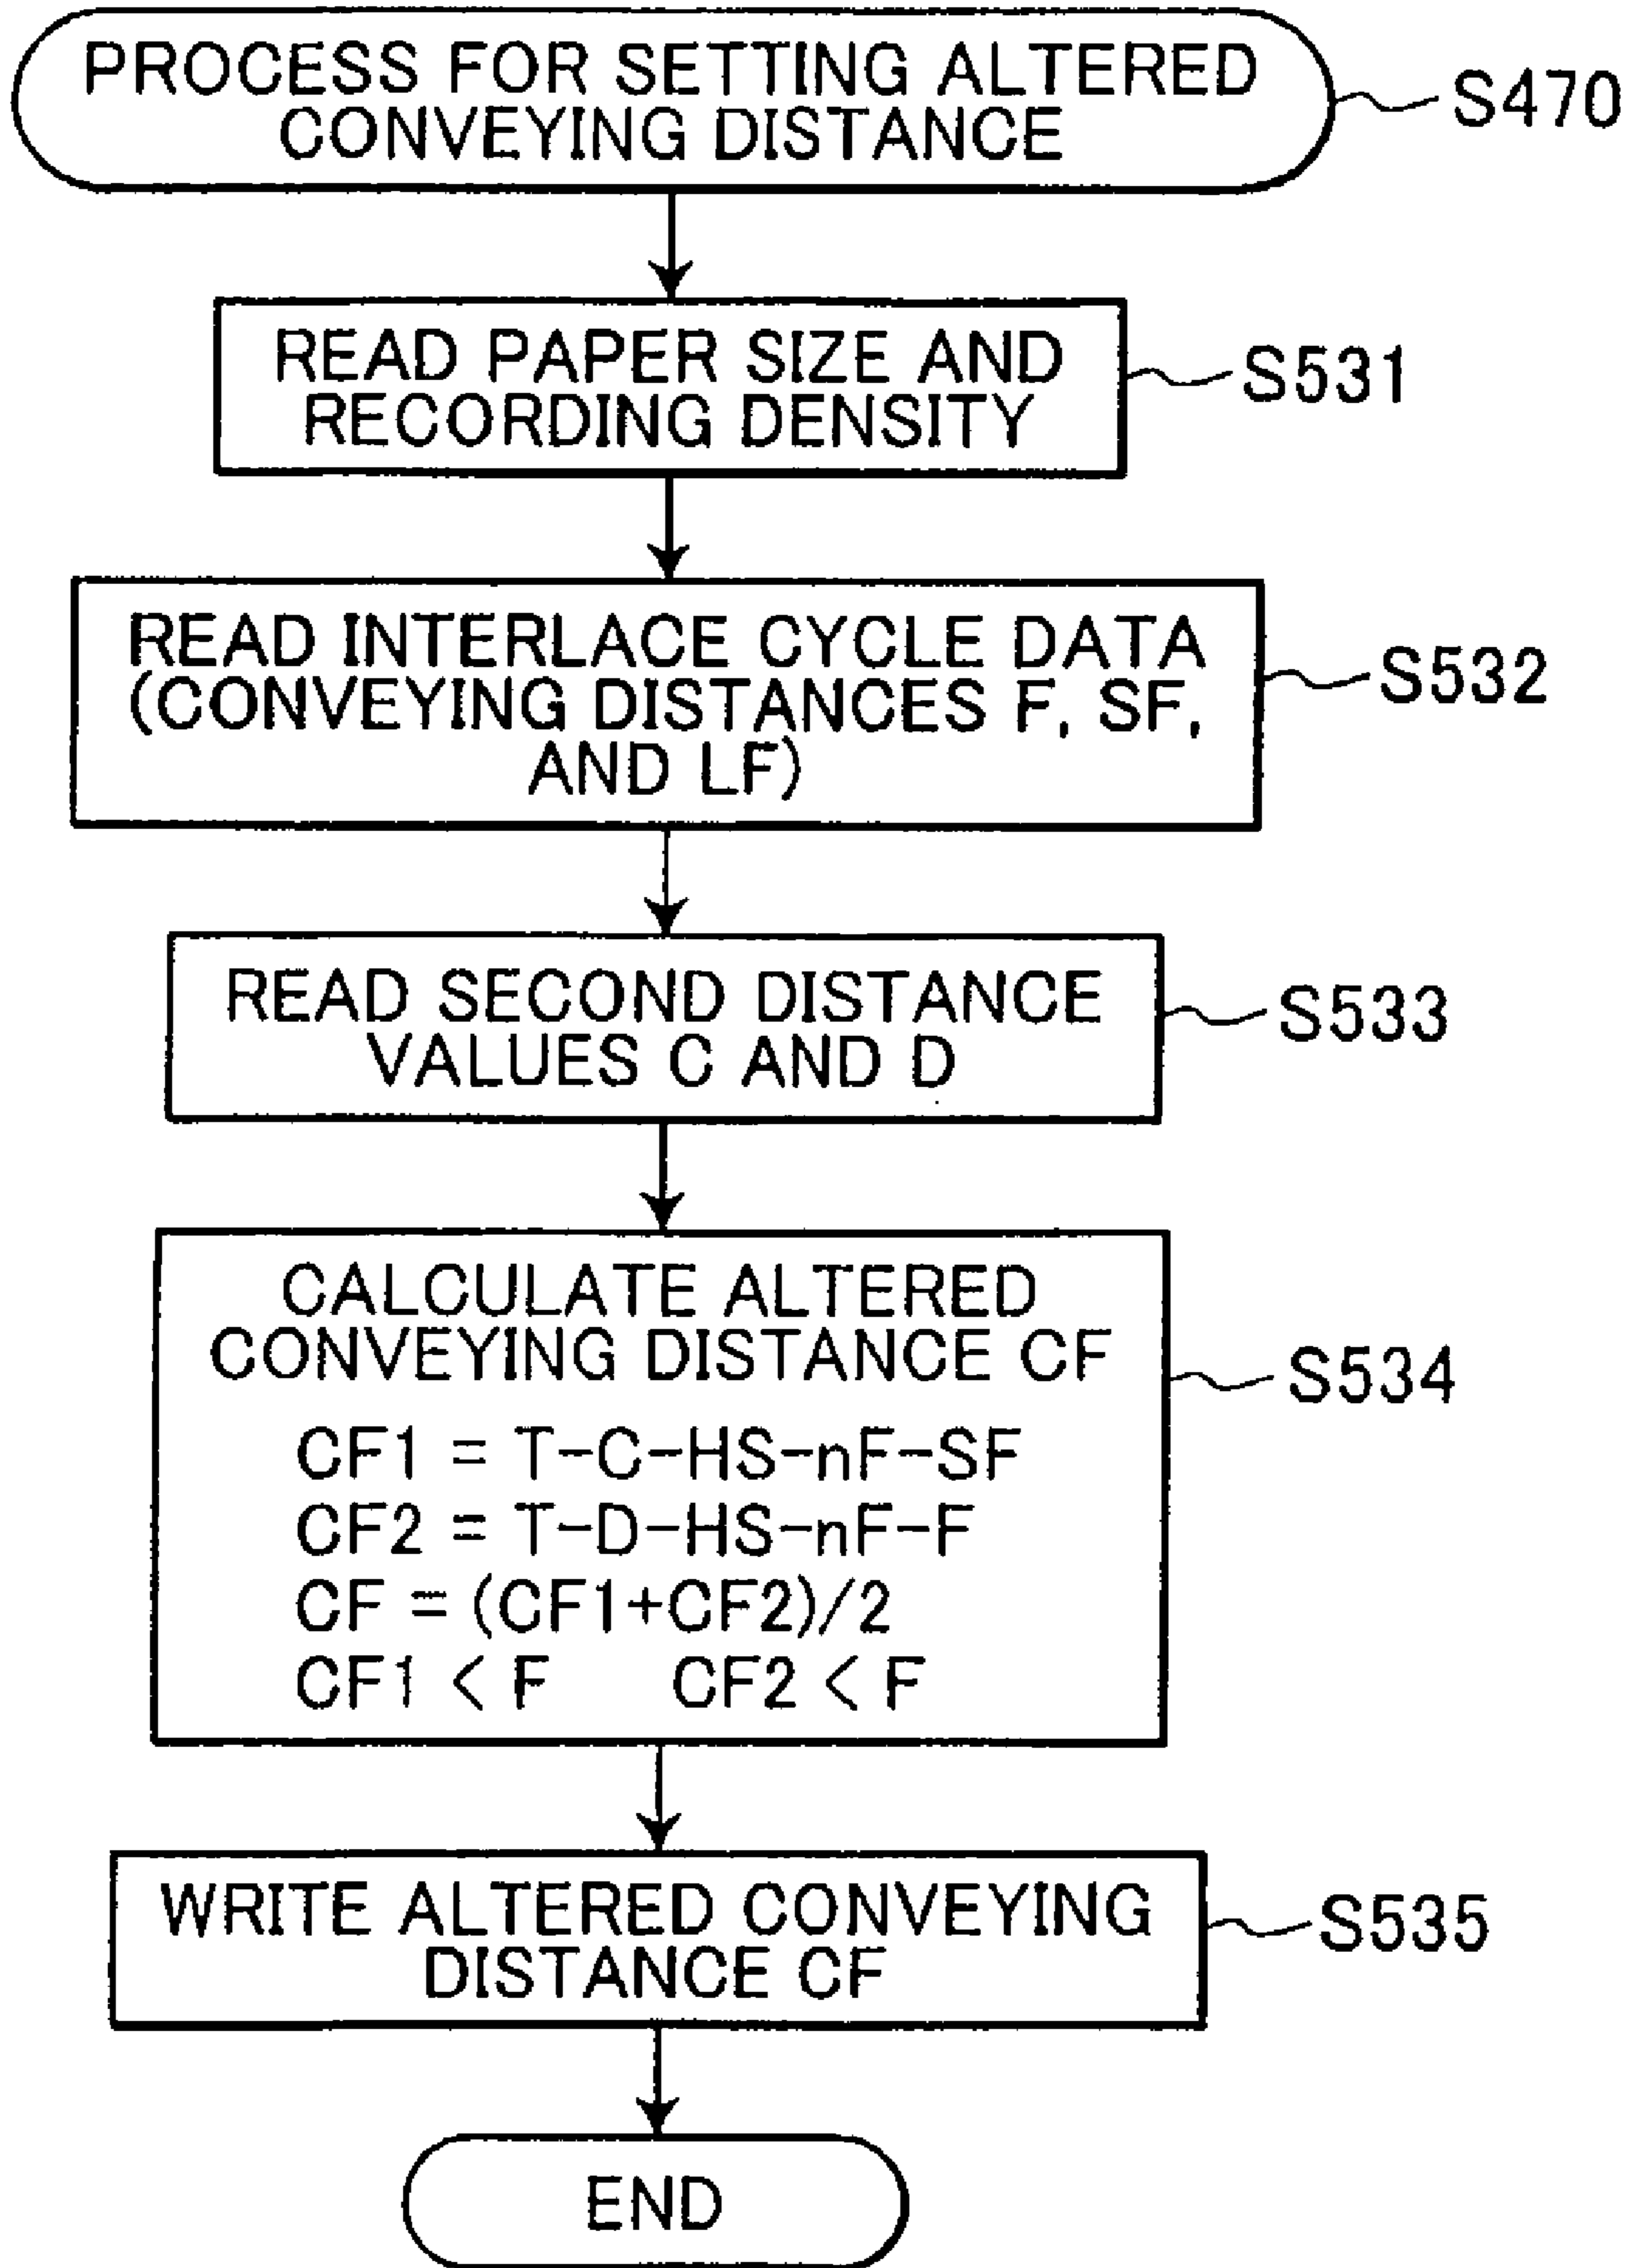 PROCESS FOR SETTING ALTERED
CONVEYING DISTANCE
S470
READ PAPER SIZE AND
RECORDING DENSITY
S531
READ INTERLACE CYCLE DATA
(CONVEYING DISTANCES F, SF,
AND LF)
S532
READ SECOND DISTANCE
VALUES C AND D
S533
CALCULATE ALTERED
CONVEYING DISTANCE CF
S534
CF1 = T-C-HS-nF-SF
CF2 = T-D-HS-nF-F
CF = (CF1+CF2)/2
CF1 < F CF2 < F
WRITE ALTERED CONVEYING
DISTANCE CF
S535
END